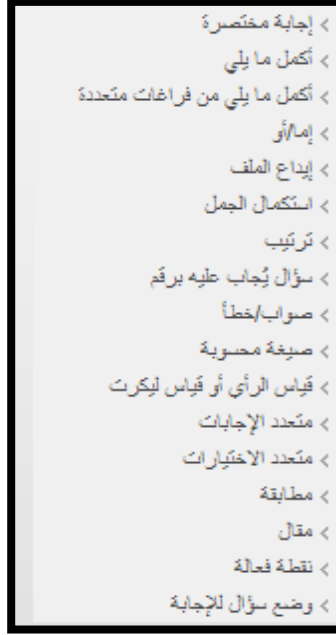 › إجابة مختصرة
› أكمل ما يلي
› أكمل ما يلي من فراغات متعددة
› إما/أو
› إيداع الملف
› استكمال الجمل
› ترتيب
› سؤال يُجاب عليه برقم
› صواب/خطأ
› صيغة محسوبة
› قياس الرأي أو قياس ليكرت
› متعدد الإجابات
› متعدد الاختيارات
› مطابقة
› مقال
› نقطة فعالة
› وضع سؤال للإجابة